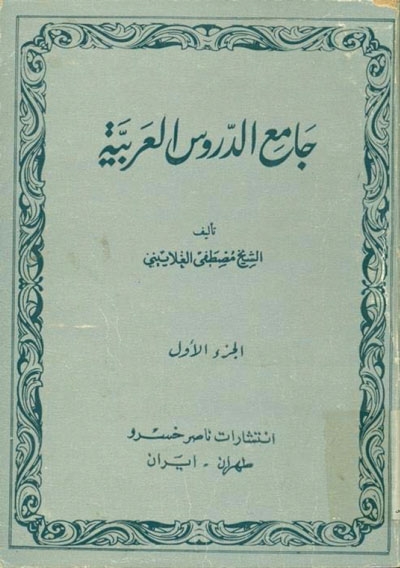 جامع الدروس العربية
تأليف
الشيخ مصطفى الغلاييني
الجزء الأول
انتشارات ناصر خسرو
طهران - ايران